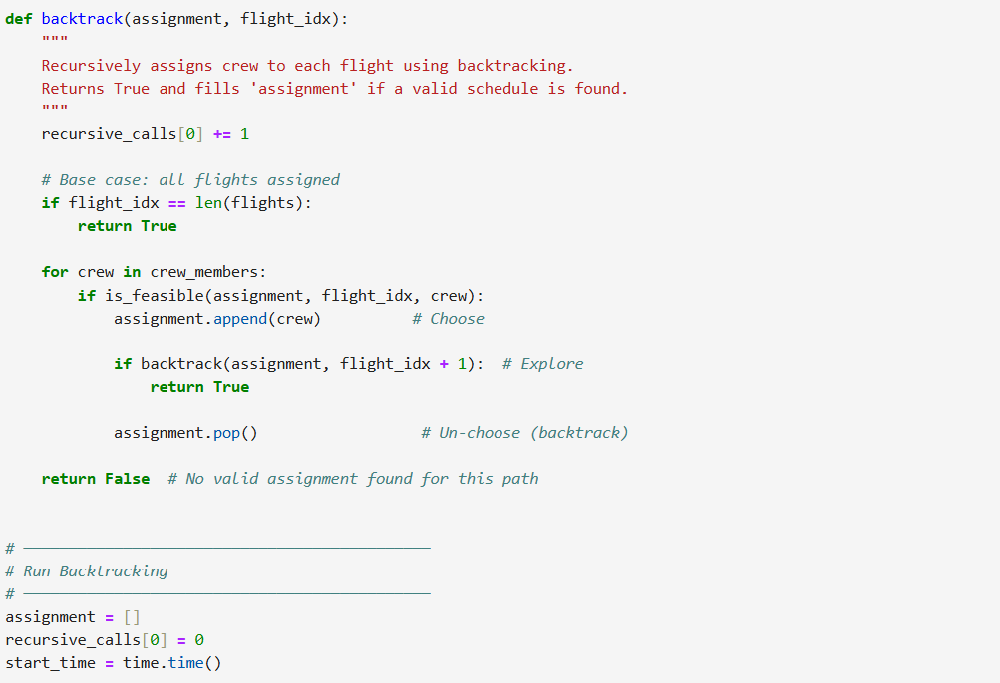 def backtrack(assignment, flight_idx):
    """
    Recursively assigns crew to each flight using backtracking.
    Returns True and fills 'assignment' if a valid schedule is found.
    """
    recursive_calls[0] += 1

    # Base case: all flights assigned
    if flight_idx == len(flights):
        return True

    for crew in crew_members:
        if is_feasible(assignment, flight_idx, crew):
            assignment.append(crew)          # Choose

            if backtrack(assignment, flight_idx + 1):  # Explore
                return True

            assignment.pop()                  # Un-choose (backtrack)

    return False  # No valid assignment found for this path


# ─────────────────────────────────────────────
# Run Backtracking
# ─────────────────────────────────────────────
assignment = []
recursive_calls[0] = 0
start_time = time.time()